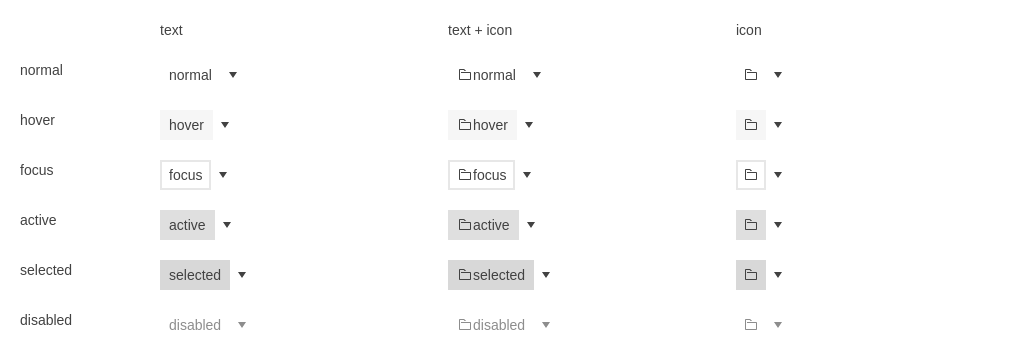 text text + icon icon
normal normal normal
hover hover hover
focus focus focus
active active active
selected selected selected
disabled disabled disabled